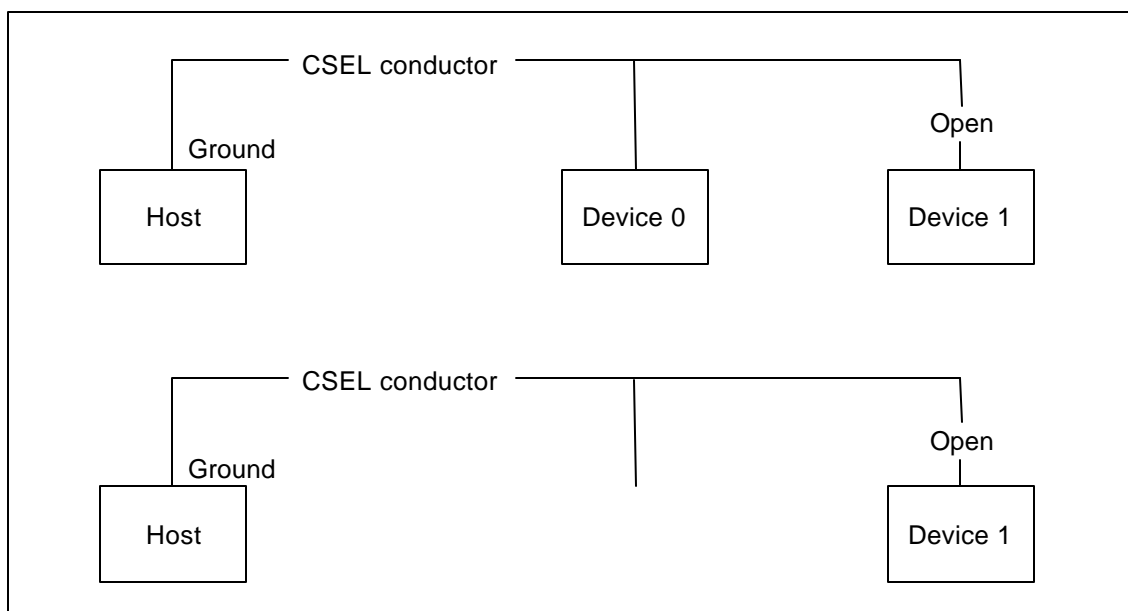 CSEL conductor
Ground
Open
Host
Device 0
Device 1
CSEL conductor
Ground
Open
Host
Device 1